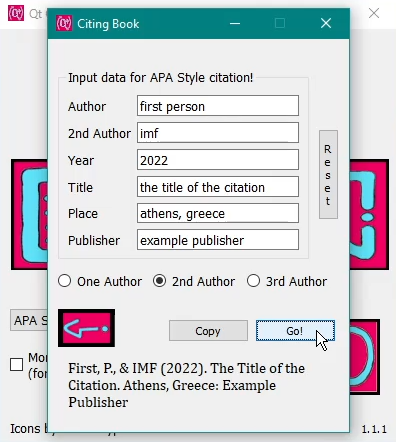 Qt
Citing Book
Input data for APA Style citation!
Author first person
2nd Author imf
Year 2022
Title the title of the citation
Place athens, greece
Publisher example publisher
Reset
One Author 2nd Author 3rd Author
APA S
Copy Go!
Mo
(for
First, P., & IMF (2022). The Title of the
Citation. Athens, Greece: Example
Publisher
Icons by
1.1.1